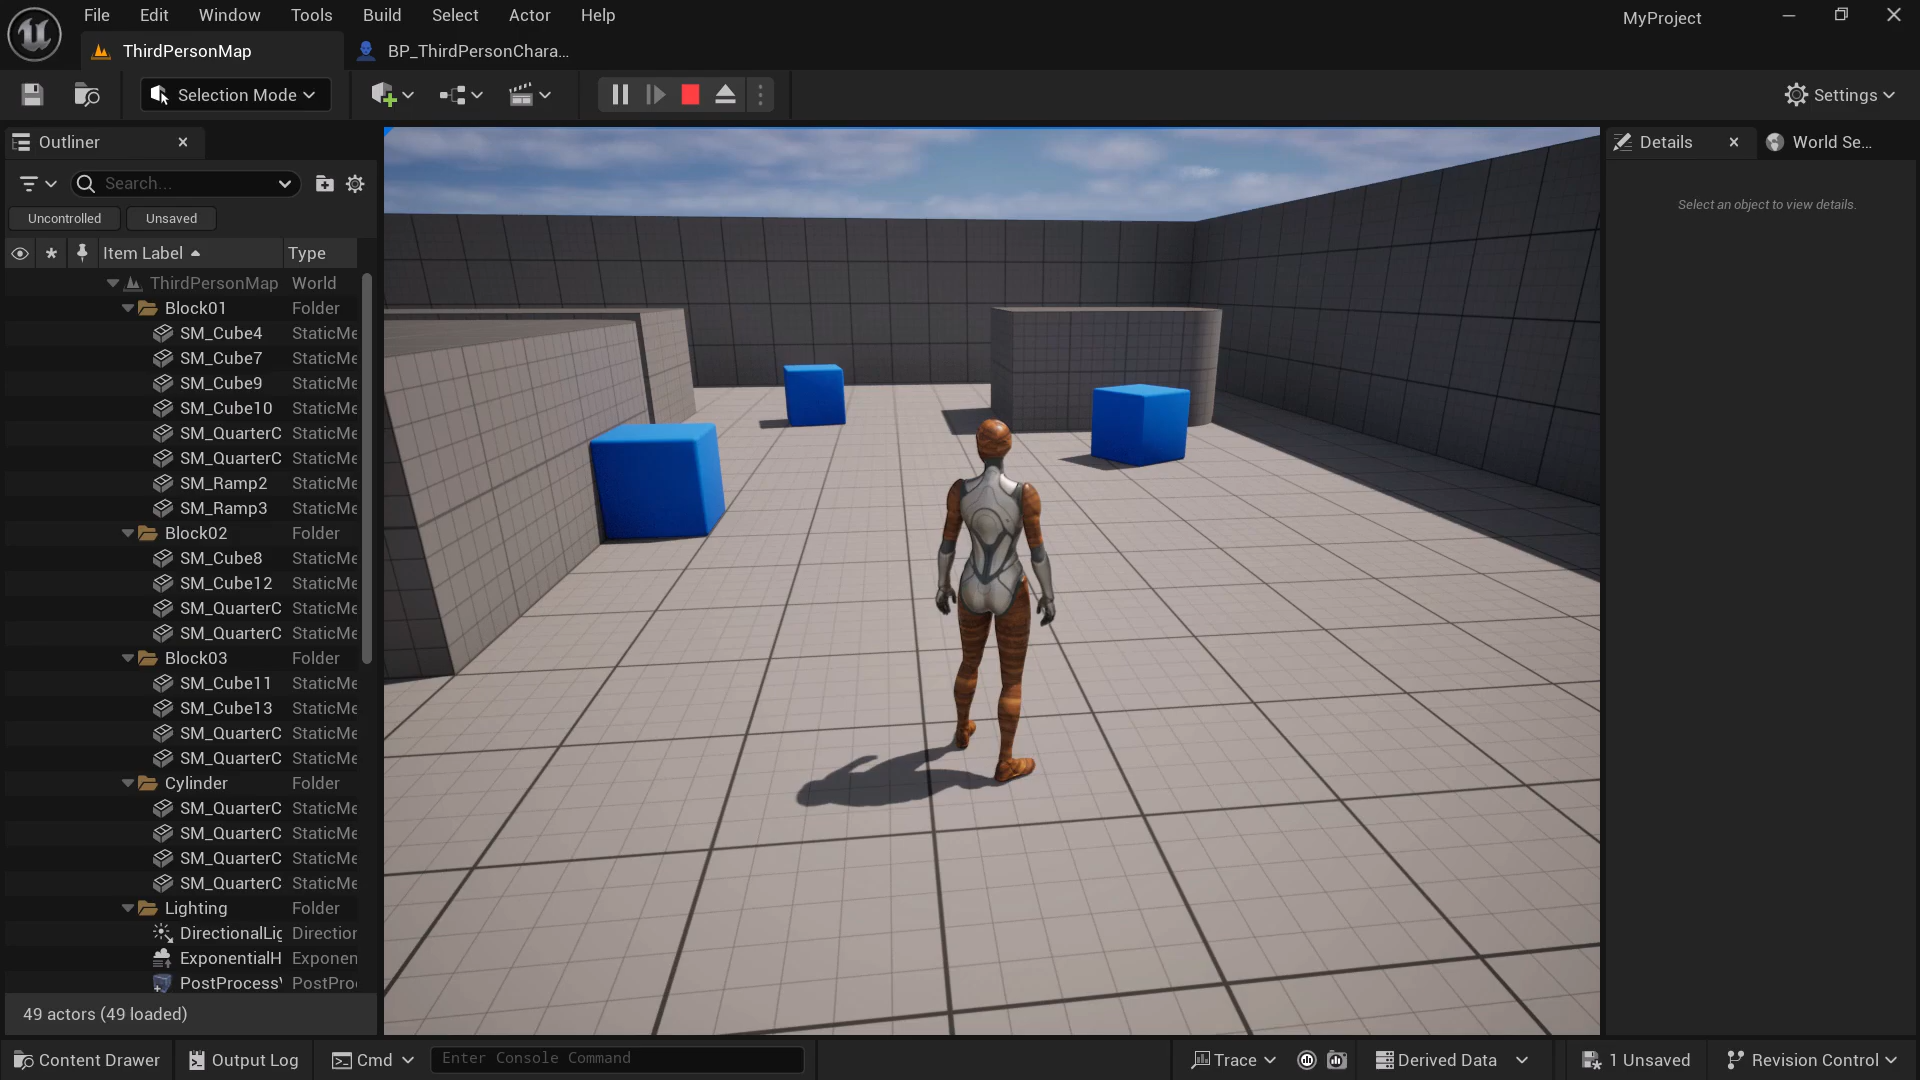 File Edit Window Tools Build Select Actor Help
MyProject
ThirdPersonMap
BP_ThirdPersonChara...
Selection Mode
Settings
Outliner
Search...
Uncontrolled Unsaved
Item Label Type
ThirdPersonMap World
Block01 Folder
SM_Cube4 StaticMe
SM_Cube7 StaticMe
SM_Cube9 StaticMe
SM_Cube10 StaticMe
SM_QuarterC StaticMe
SM_QuarterC StaticMe
SM_Ramp2 StaticMe
SM_Ramp3 StaticMe
Block02 Folder
SM_Cube8 StaticMe
SM_Cube12 StaticMe
SM_QuarterC StaticMe
SM_QuarterC StaticMe
Block03 Folder
SM_Cube11 StaticMe
SM_Cube13 StaticMe
SM_QuarterC StaticMe
SM_QuarterC StaticMe
Cylinder Folder
SM_QuarterC StaticMe
SM_QuarterC StaticMe
SM_QuarterC StaticMe
SM_QuarterC StaticMe
Lighting Folder
DirectionalLig Direction
ExponentialH Exponen
PostProcessV PostProc
49 actors (49 loaded)
Details
World Se...
Select an object to view details.
Content Drawer
Output Log
Cmd
Enter Console Command
Trace
Derived Data
1 Unsaved
Revision Control